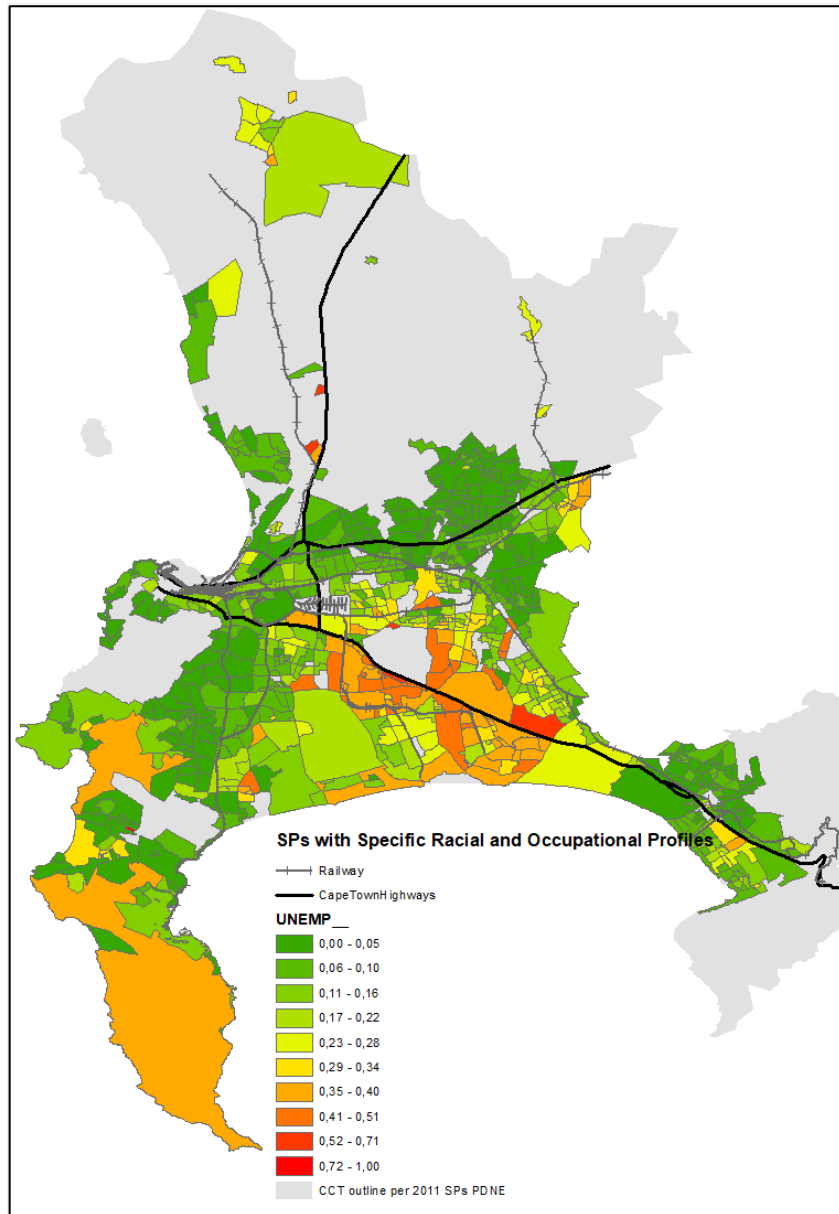 SPs with Specific Racial and Occupational Profiles
Railway
CapeTownHighways
UNEMP__
0,00 - 0,05
0,06 - 0,10
0,11 - 0,16
0,17 - 0,22
0,23 - 0,28
0,29 - 0,34
0,35 - 0,40
0,41 - 0,51
0,52 - 0,71
0,72 - 1,00
CCT outline per 2011 SPs PDNE